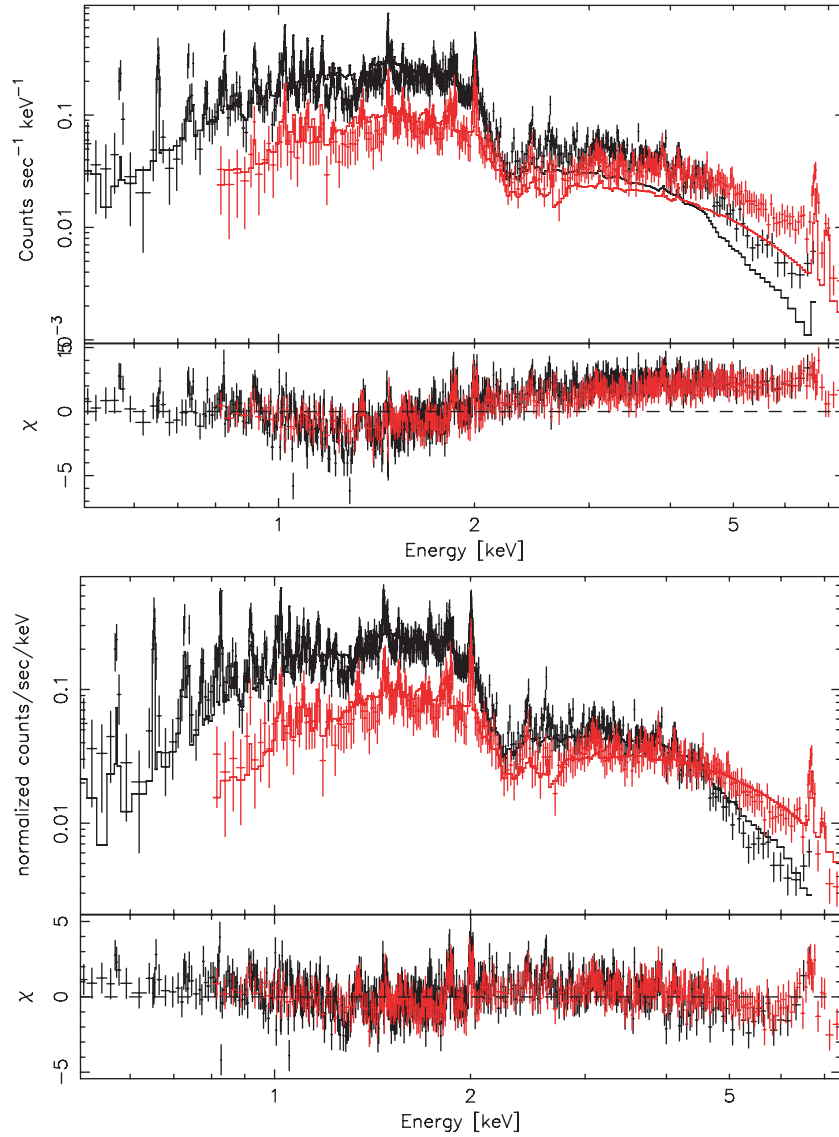 Counts sec⁻¹ keV⁻¹
0.1
0.01
10⁻³
5
0
−5
χ
1
2
5
Energy [keV]
normalized counts/sec/keV
0.1
0.01
5
0
−5
χ
1
2
5
Energy [keV]